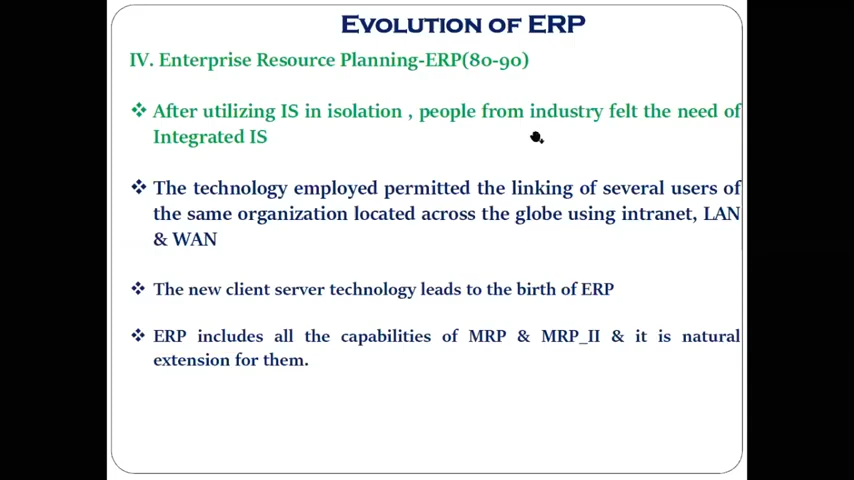 EVOLUTION OF ERP
IV. Enterprise Resource Planning-ERP(80-90)
❖ After utilizing IS in isolation , people from industry felt the need of
Integrated IS
❖ The technology employed permitted the linking of several users of
the same organization located across the globe using intranet, LAN
& WAN
❖ The new client server technology leads to the birth of ERP
❖ ERP includes all the capabilities of MRP & MRP_II & it is natural
extension for them.